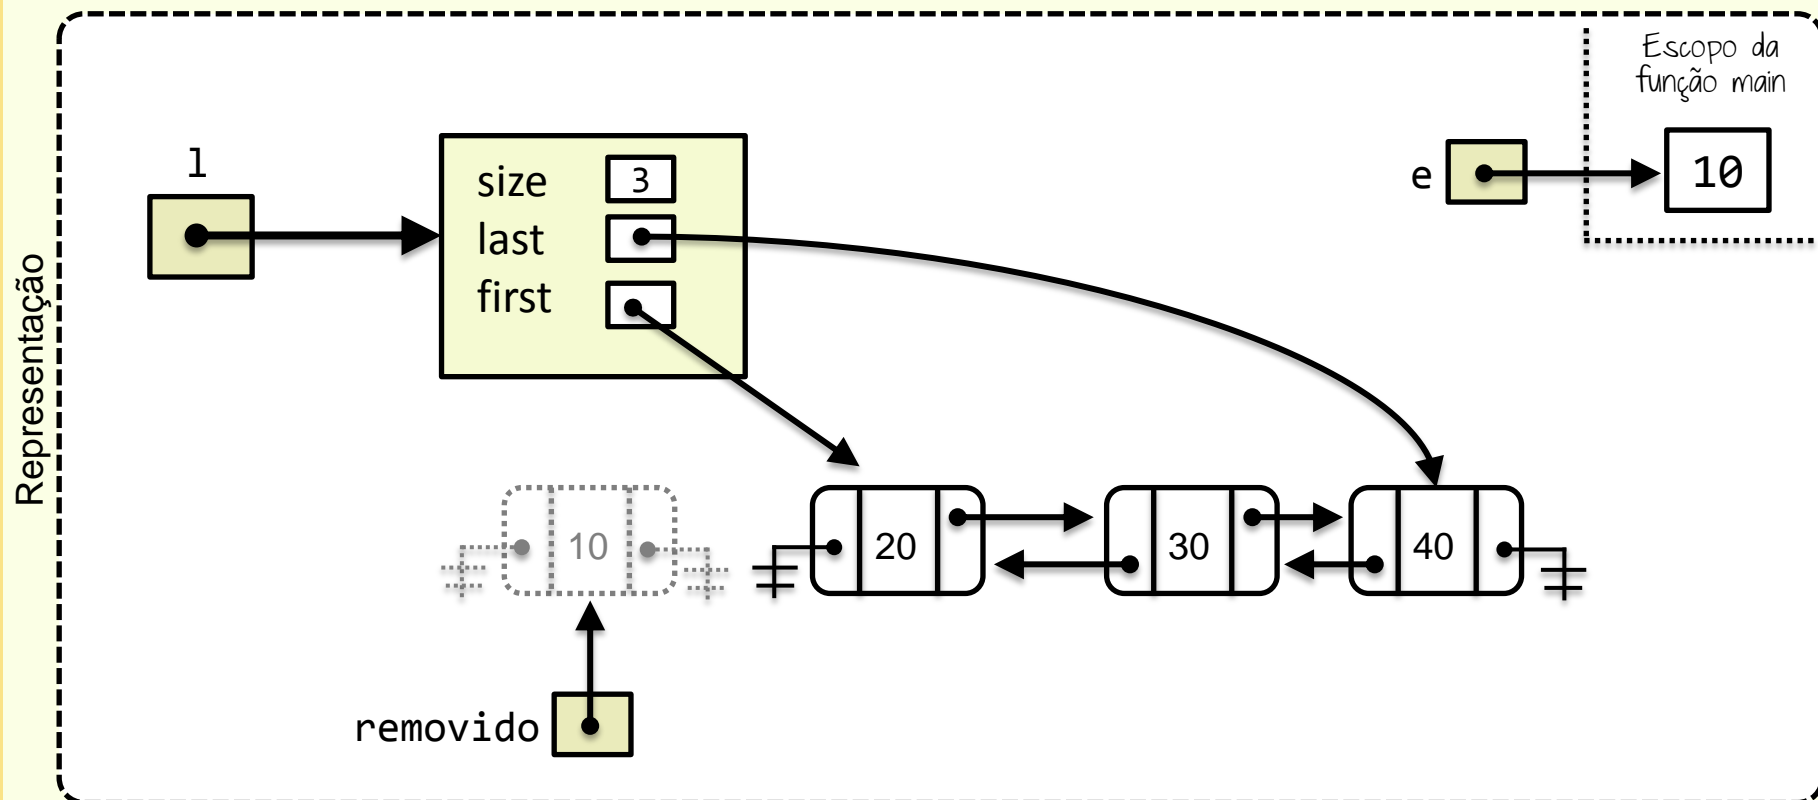 Representação
Escopo da
função main
l
size 3
last
first
e
10
10
20
30
40
removido